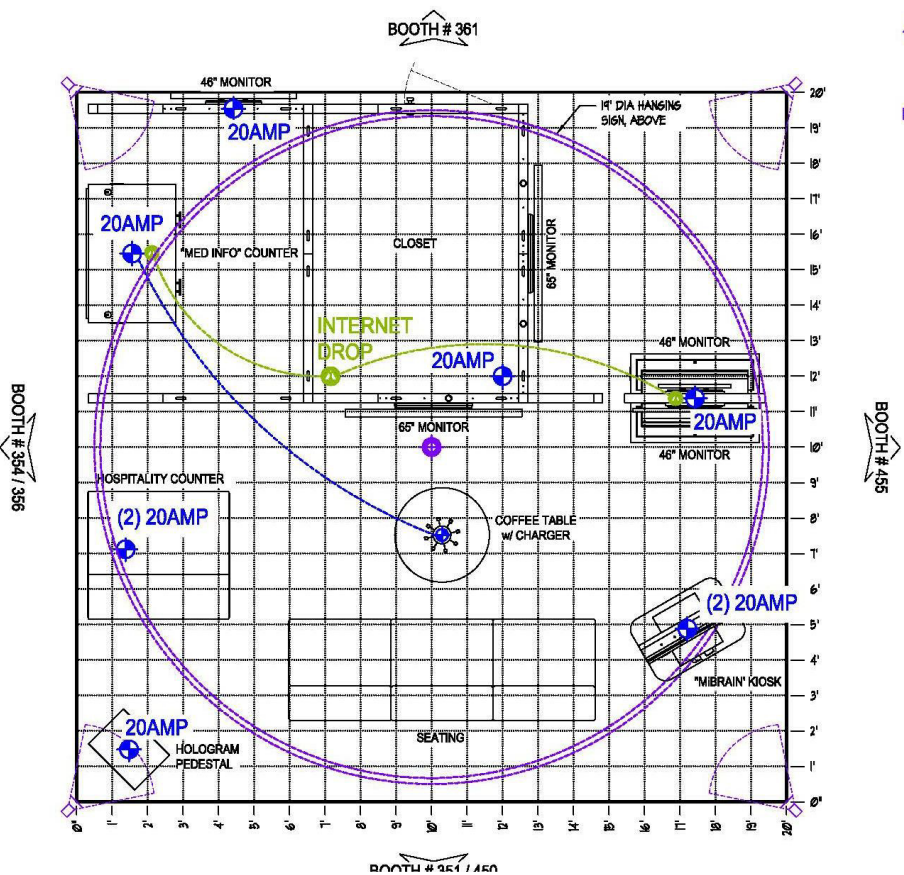 BOOTH # 361
46" MONITOR
20AMP
19' DIA HANGING
SIGN, ABOVE
20'
19'
18'
17'
16'
15'
14'
13'
12'
11'
10'
9'
8'
7'
6'
5'
4'
3'
2'
1'
0"
20AMP
"MED INFO" COUNTER
CLOSET
65" MONITOR
INTERNET
DROP
20AMP
46" MONITOR
20AMP
46" MONITOR
65" MONITOR
BOOTH # 354 / 356
BOOTH # 455
HOSPITALITY COUNTER
(2) 20AMP
COFFEE TABLE
w/ CHARGER
(2) 20AMP
"MIBRAIN' KIOSK
20AMP
HOLOGRAM
PEDESTAL
SEATING
0"
1'
2'
3'
4'
5'
6'
7'
8'
9'
10'
11'
12'
13'
14'
15'
16'
17'
18'
19'
20'
BOOTH # 351 / 450